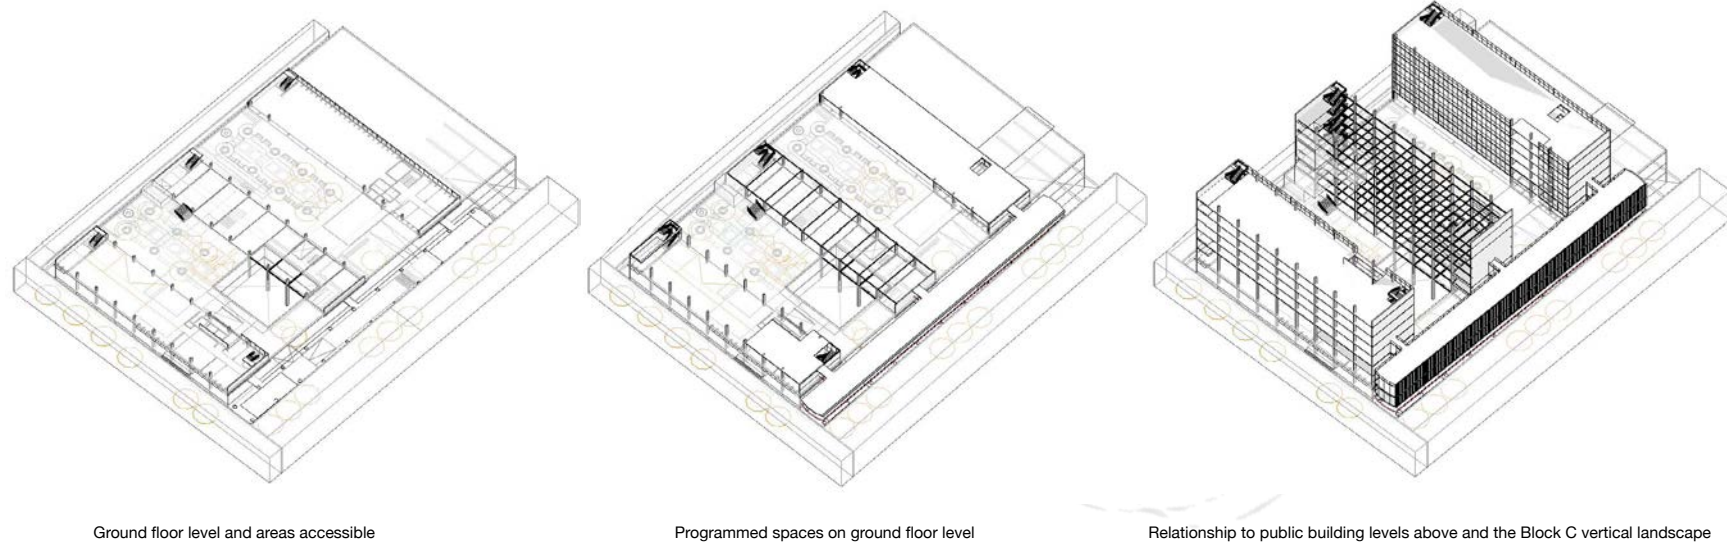 Ground floor level and areas accessible
Programmed spaces on ground floor level
Relationship to public building levels above and the Block C vertical landscape